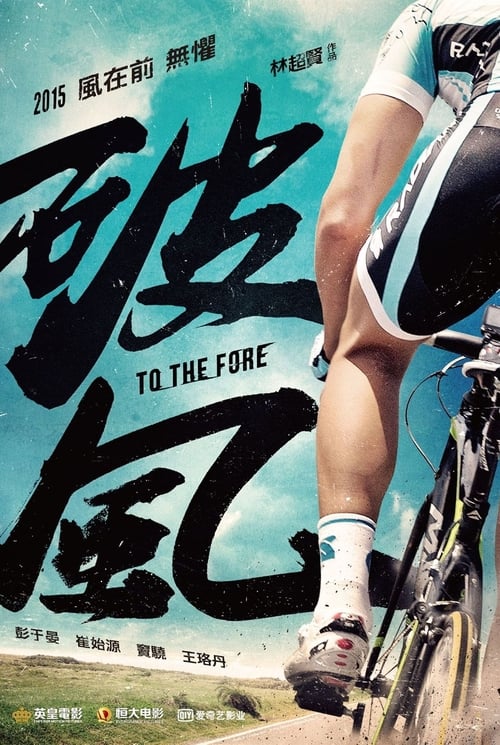 2015 風在前 無懼
林超賢 作品
破風
TO THE FORE
彭于晏 崔始源 竇驍 王珞丹
英皇電影 恒大电影 iD 爱奇艺影业